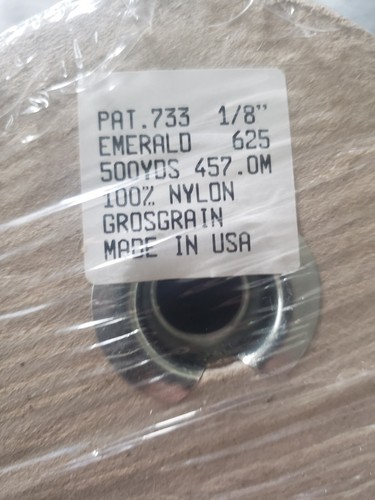 PAT.733 1/8"
EMERALD 625
500YDS 457.0M
100% NYLON
GROSGRAIN
MADE IN USA